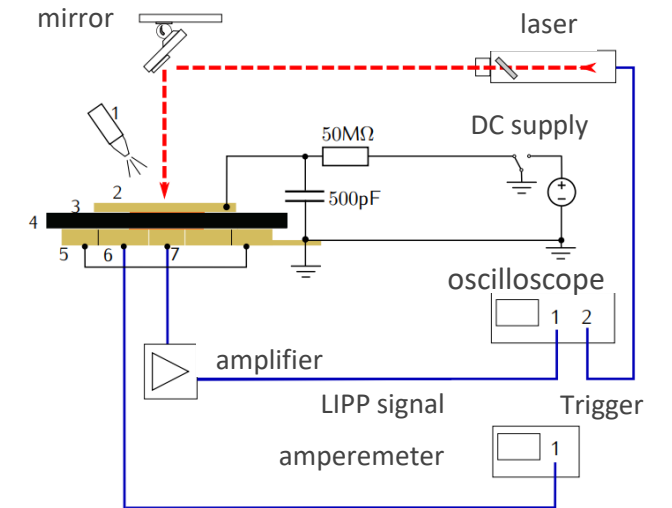 mirror
laser
1
DC supply
50MΩ
2
3
500pF
4
+
−
5
6
7
oscilloscope
1 2
amplifier
LIPP signal
Trigger
amperemeter
1